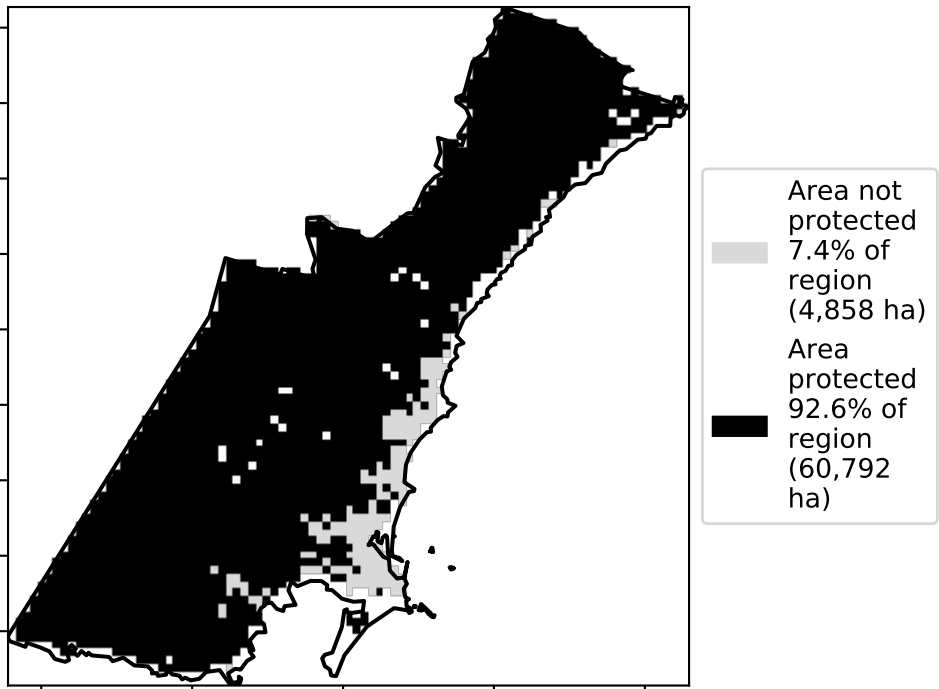 Area not
protected
7.4% of
region
(4,858 ha)
Area
protected
92.6% of
region
(60,792
ha)